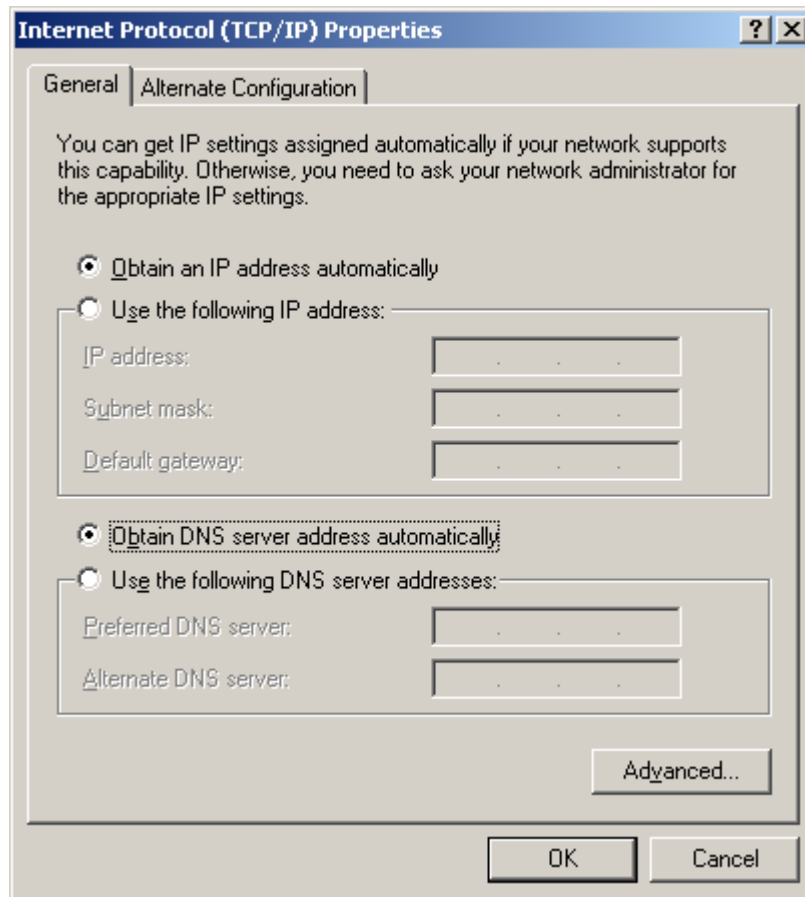 Internet Protocol (TCP/IP) Properties
General
Alternate Configuration
You can get IP settings assigned automatically if your network supports
this capability. Otherwise, you need to ask your network administrator for
the appropriate IP settings.
Obtain an IP address automatically
Use the following IP address:
IP address:
Subnet mask:
Default gateway:
Obtain DNS server address automatically
Use the following DNS server addresses:
Preferred DNS server:
Alternate DNS server:
Advanced...
OK
Cancel